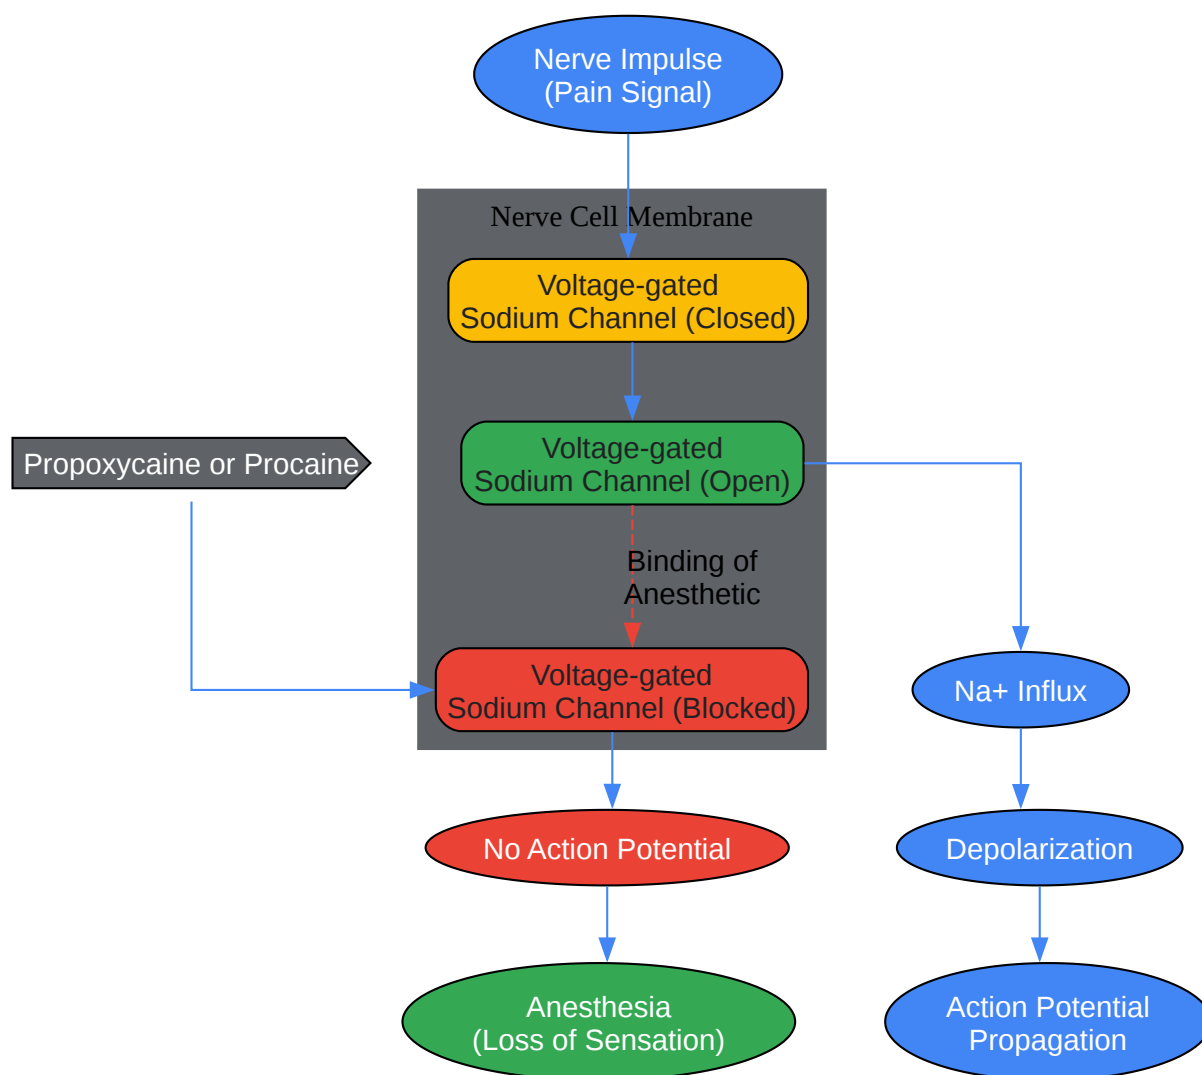 Nerve Impulse
(Pain Signal)
Nerve Cell Membrane
Voltage-gated
Sodium Channel (Closed)
Propoxycaine or Procaine
Voltage-gated
Sodium Channel (Open)
Binding of
Anesthetic
Voltage-gated
Sodium Channel (Blocked)
Na+ Influx
No Action Potential
Depolarization
Anesthesia
(Loss of Sensation)
Action Potential
Propagation